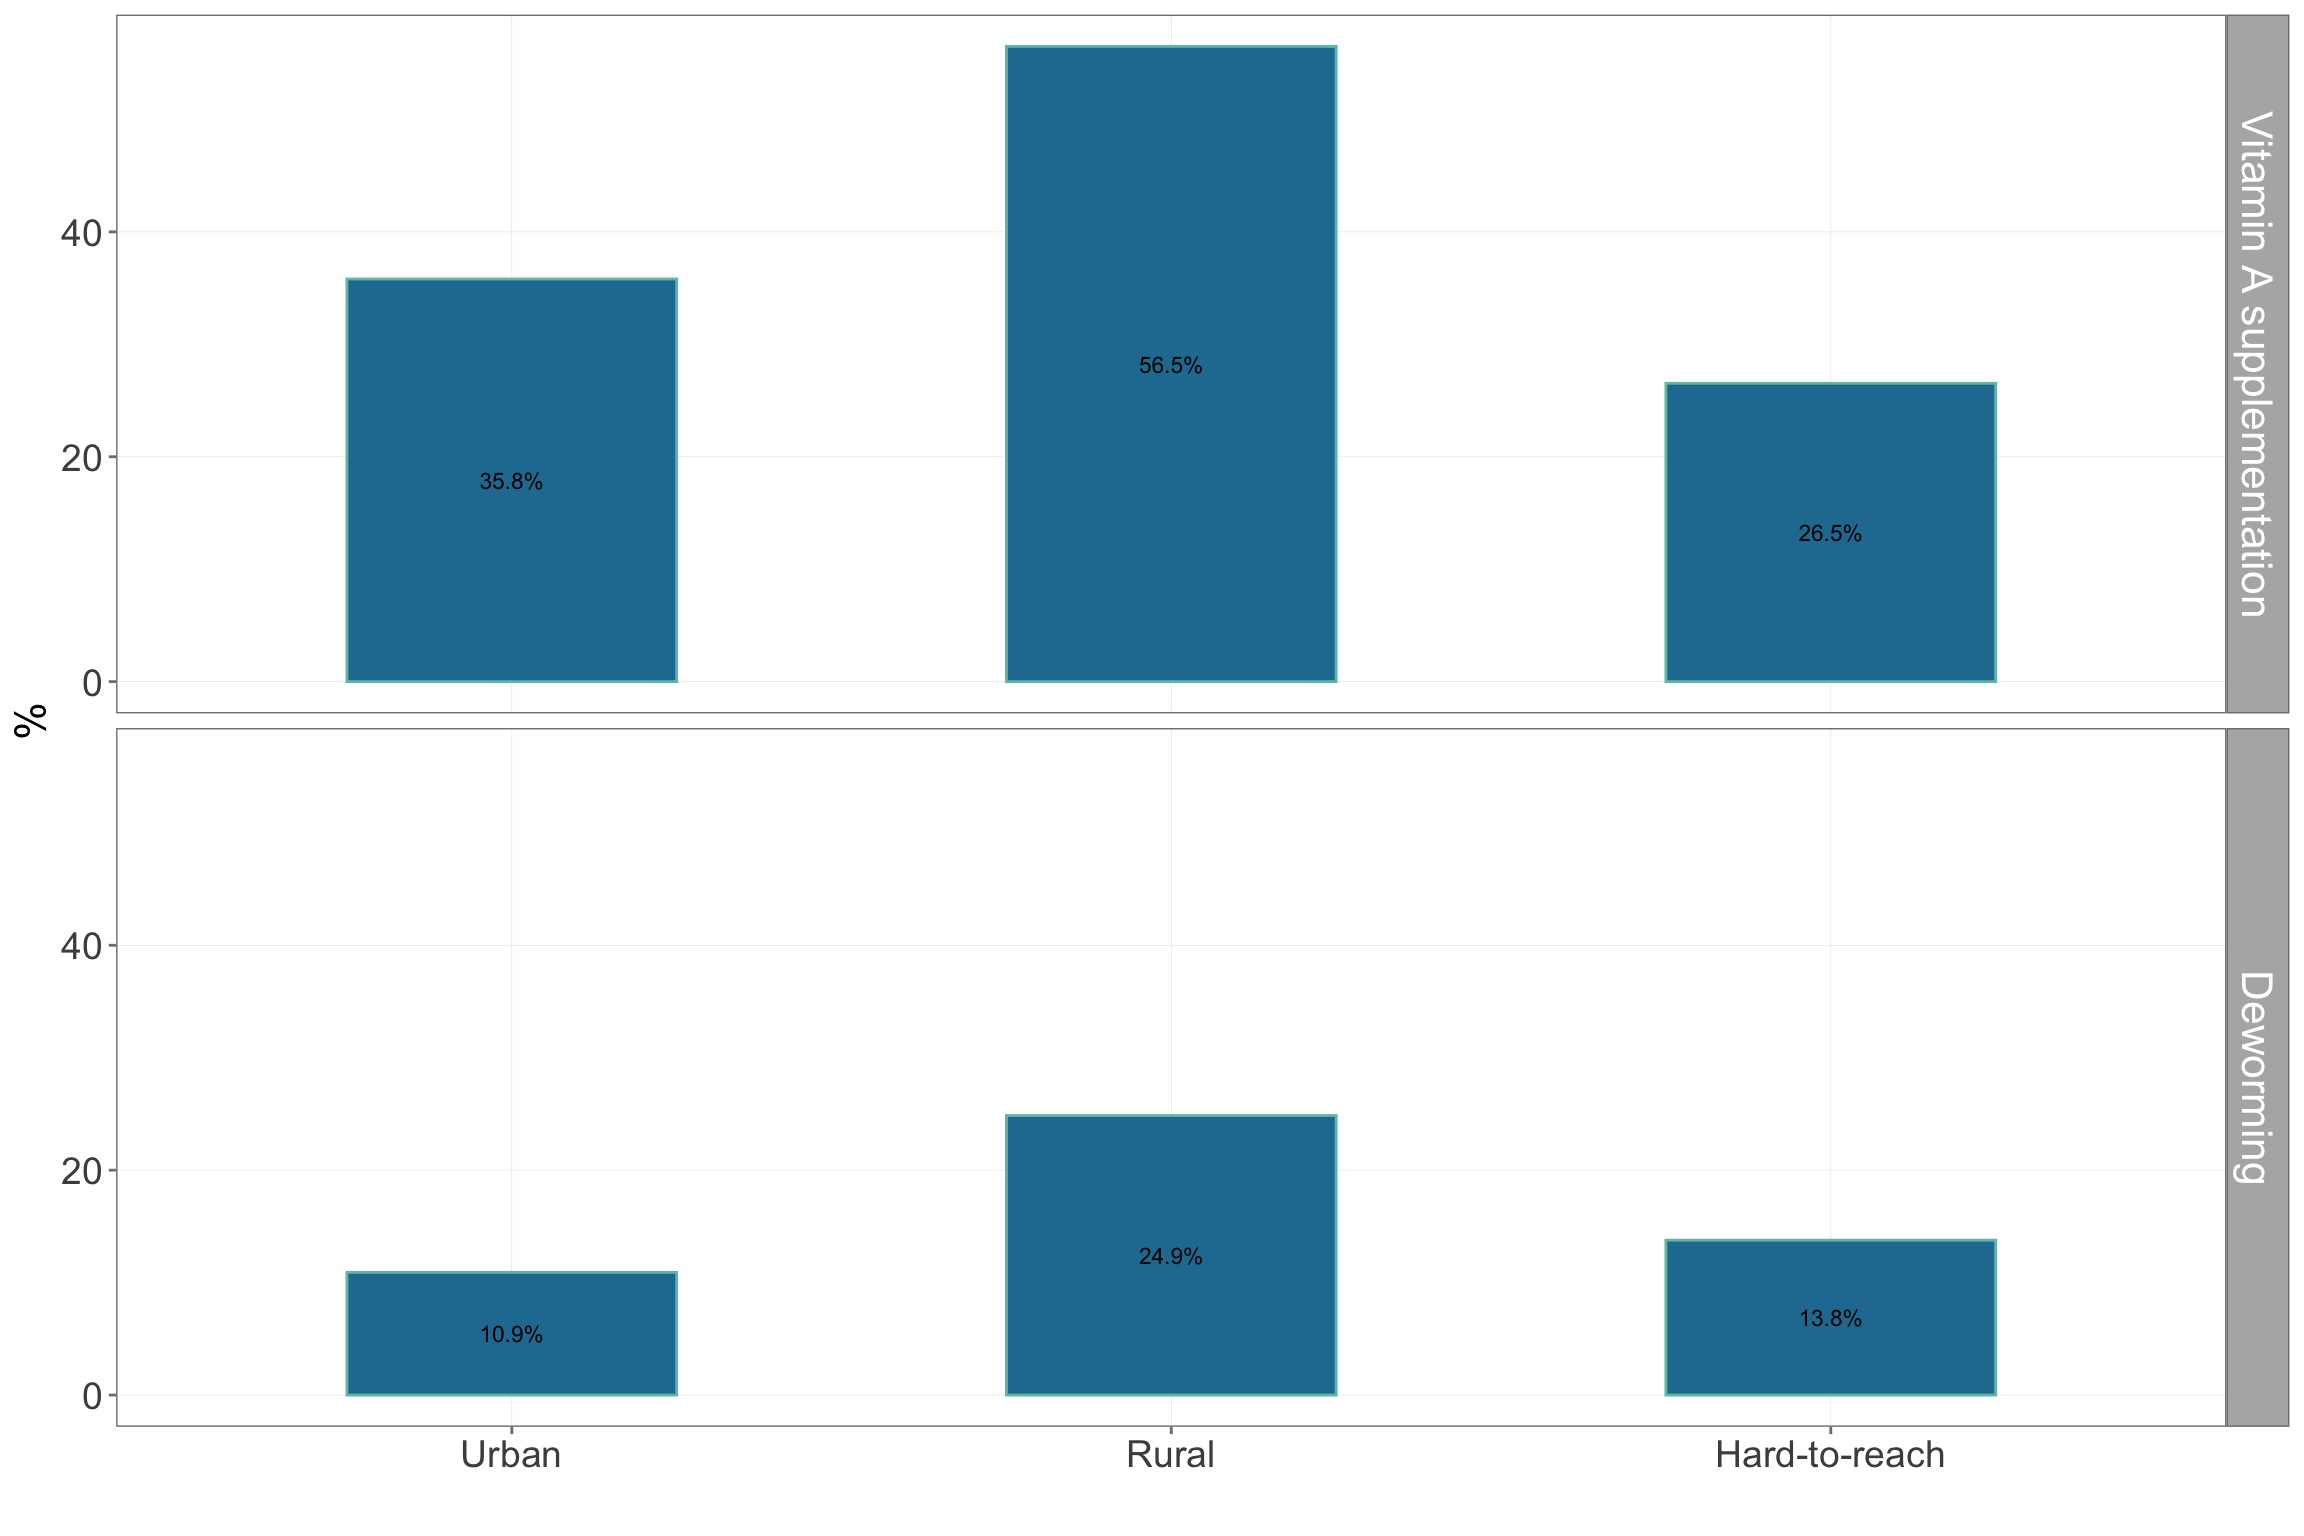 %
40
20
0
35.8%
56.5%
26.5%
Vitamin A supplementation
40
20
0
10.9%
24.9%
13.8%
Deworming
Urban
Rural
Hard-to-reach